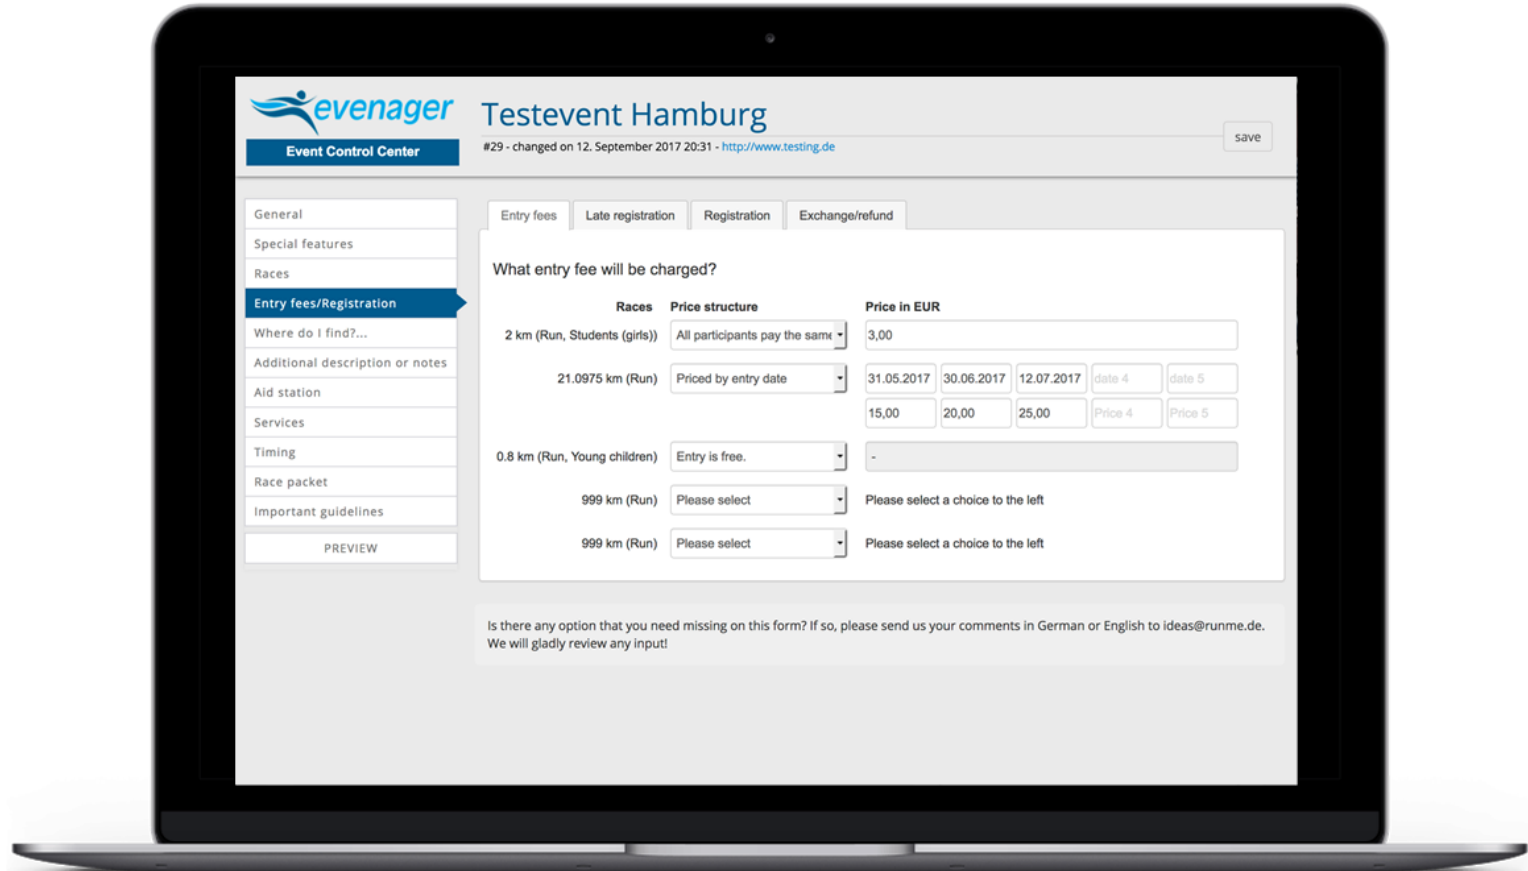 evenager
Event Control Center
Testevent Hamburg
#29 - changed on 12. September 2017 20:31 - http://www.testing.de
save
General
Special features
Races
Entry fees/Registration
Where do I find?...
Additional description or notes
Aid station
Services
Timing
Race packet
Important guidelines
PREVIEW
Entry fees Late registration Registration Exchange/refund
What entry fee will be charged?
Races Price structure Price in EUR
2 km (Run, Students (girls)) All participants pay the same 3,00
21.0975 km (Run) Priced by entry date 31.05.2017 30.06.2017 12.07.2017 date 4 date 5
15,00 20,00 25,00 Price 4 Price 5
0.8 km (Run, Young children) Entry is free. -
999 km (Run) Please select Please select a choice to the left
999 km (Run) Please select Please select a choice to the left
Is there any option that you need missing on this form? If so, please send us your comments in German or English to ideas@runme.de.
We will gladly review any input!